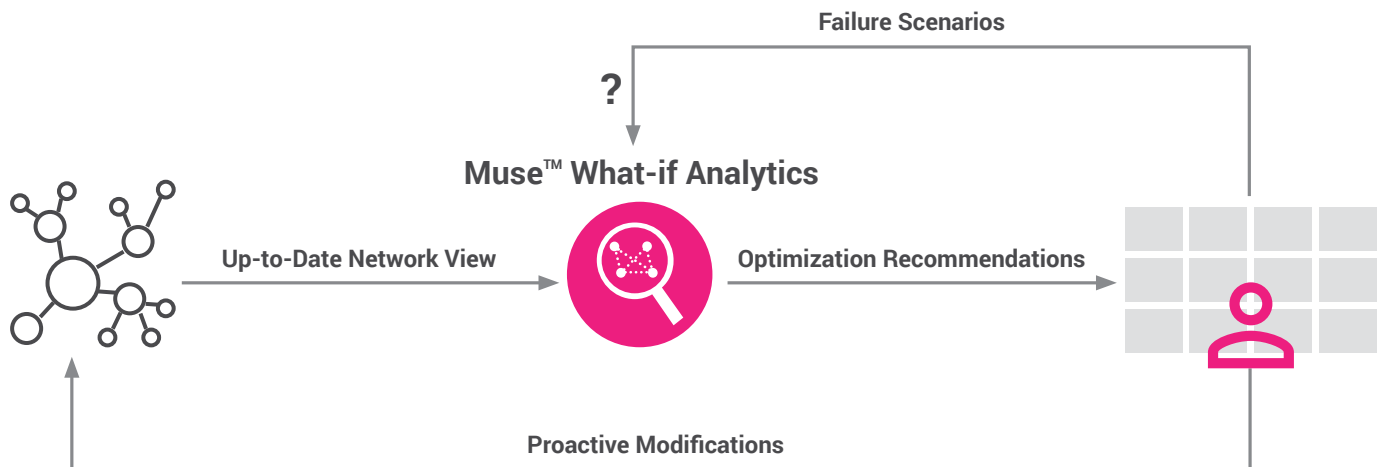 Failure Scenarios
?
Muse™ What-if Analytics
Up-to-Date Network View
Optimization Recommendations
Proactive Modifications